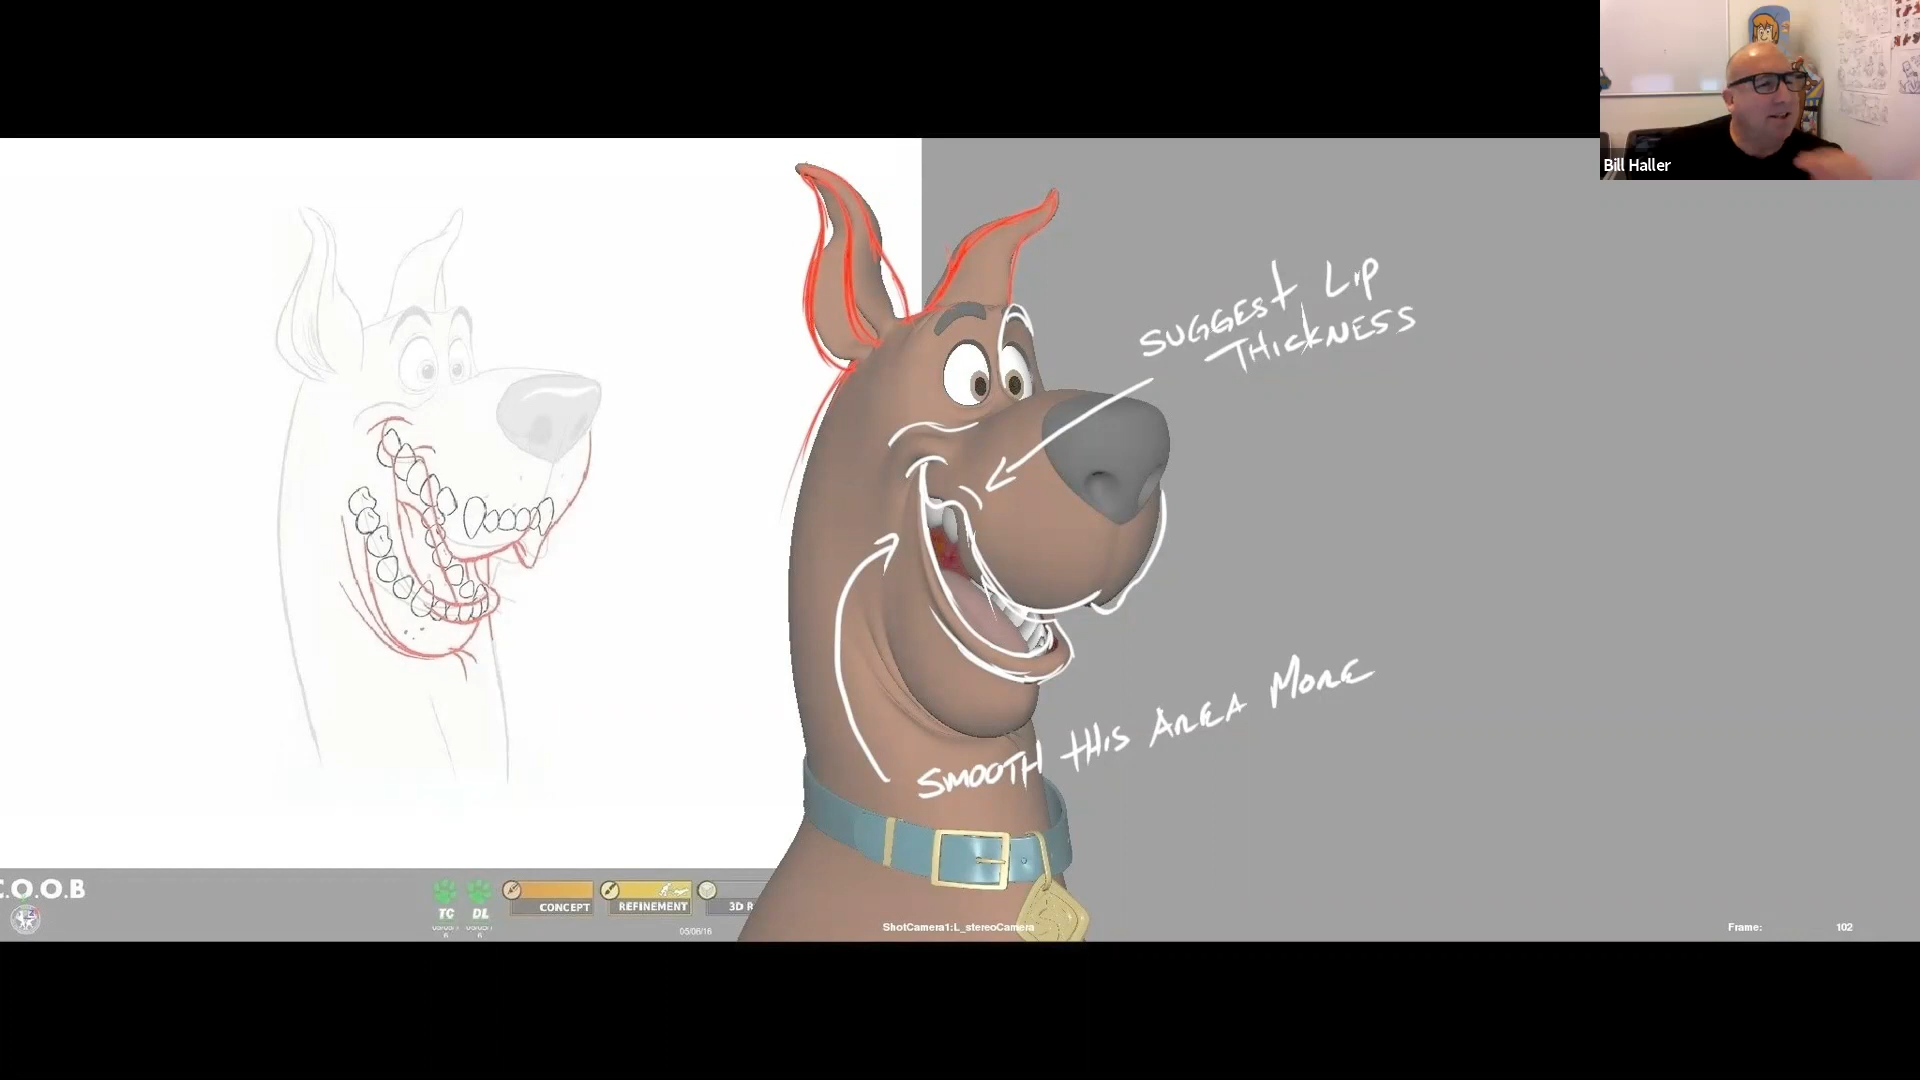 Bill Haller
SUGGEST LIP
THICKNESS
SMOOTH THIS AREA MORE
.O.O.B
TC DL
CONCEPT
REFINEMENT
3D R
05/06/16
ShotCamera1:L_stereoCamera
Frame: 102